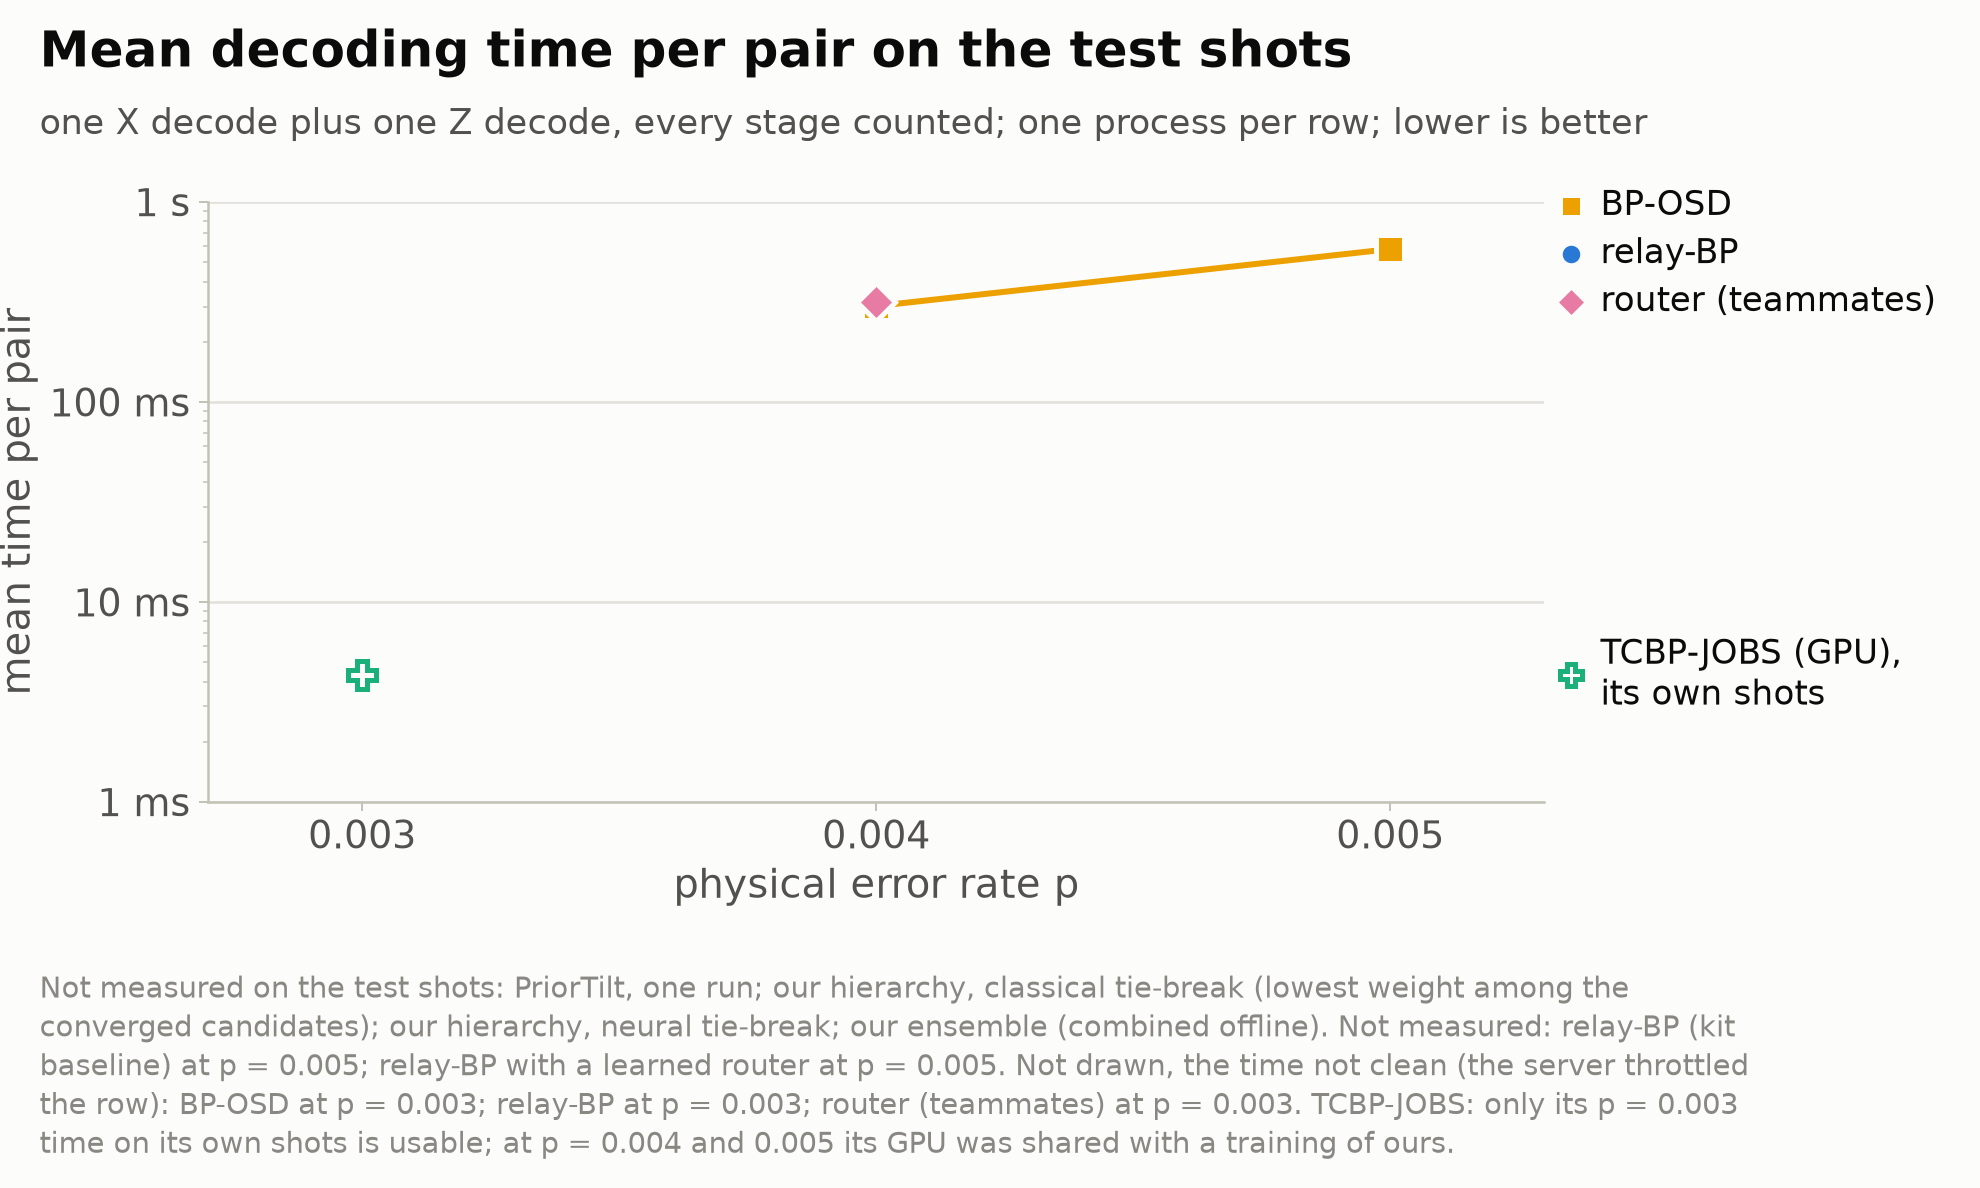 Mean decoding time per pair on the test shots
one X decode plus one Z decode, every stage counted; one process per row; lower is better
mean time per pair
1 s
100 ms
10 ms
1 ms
BP-OSD
relay-BP
router (teammates)
TCBP-JOBS (GPU),
its own shots
0.003
0.004
0.005
physical error rate p
Not measured on the test shots: PriorTilt, one run; our hierarchy, classical tie-break (lowest weight among the
converged candidates); our hierarchy, neural tie-break; our ensemble (combined offline). Not measured: relay-BP (kit
baseline) at p = 0.005; relay-BP with a learned router at p = 0.005. Not drawn, the time not clean (the server throttled
the row): BP-OSD at p = 0.003; relay-BP at p = 0.003; router (teammates) at p = 0.003. TCBP-JOBS: only its p = 0.003
time on its own shots is usable; at p = 0.004 and 0.005 its GPU was shared with a training of ours.